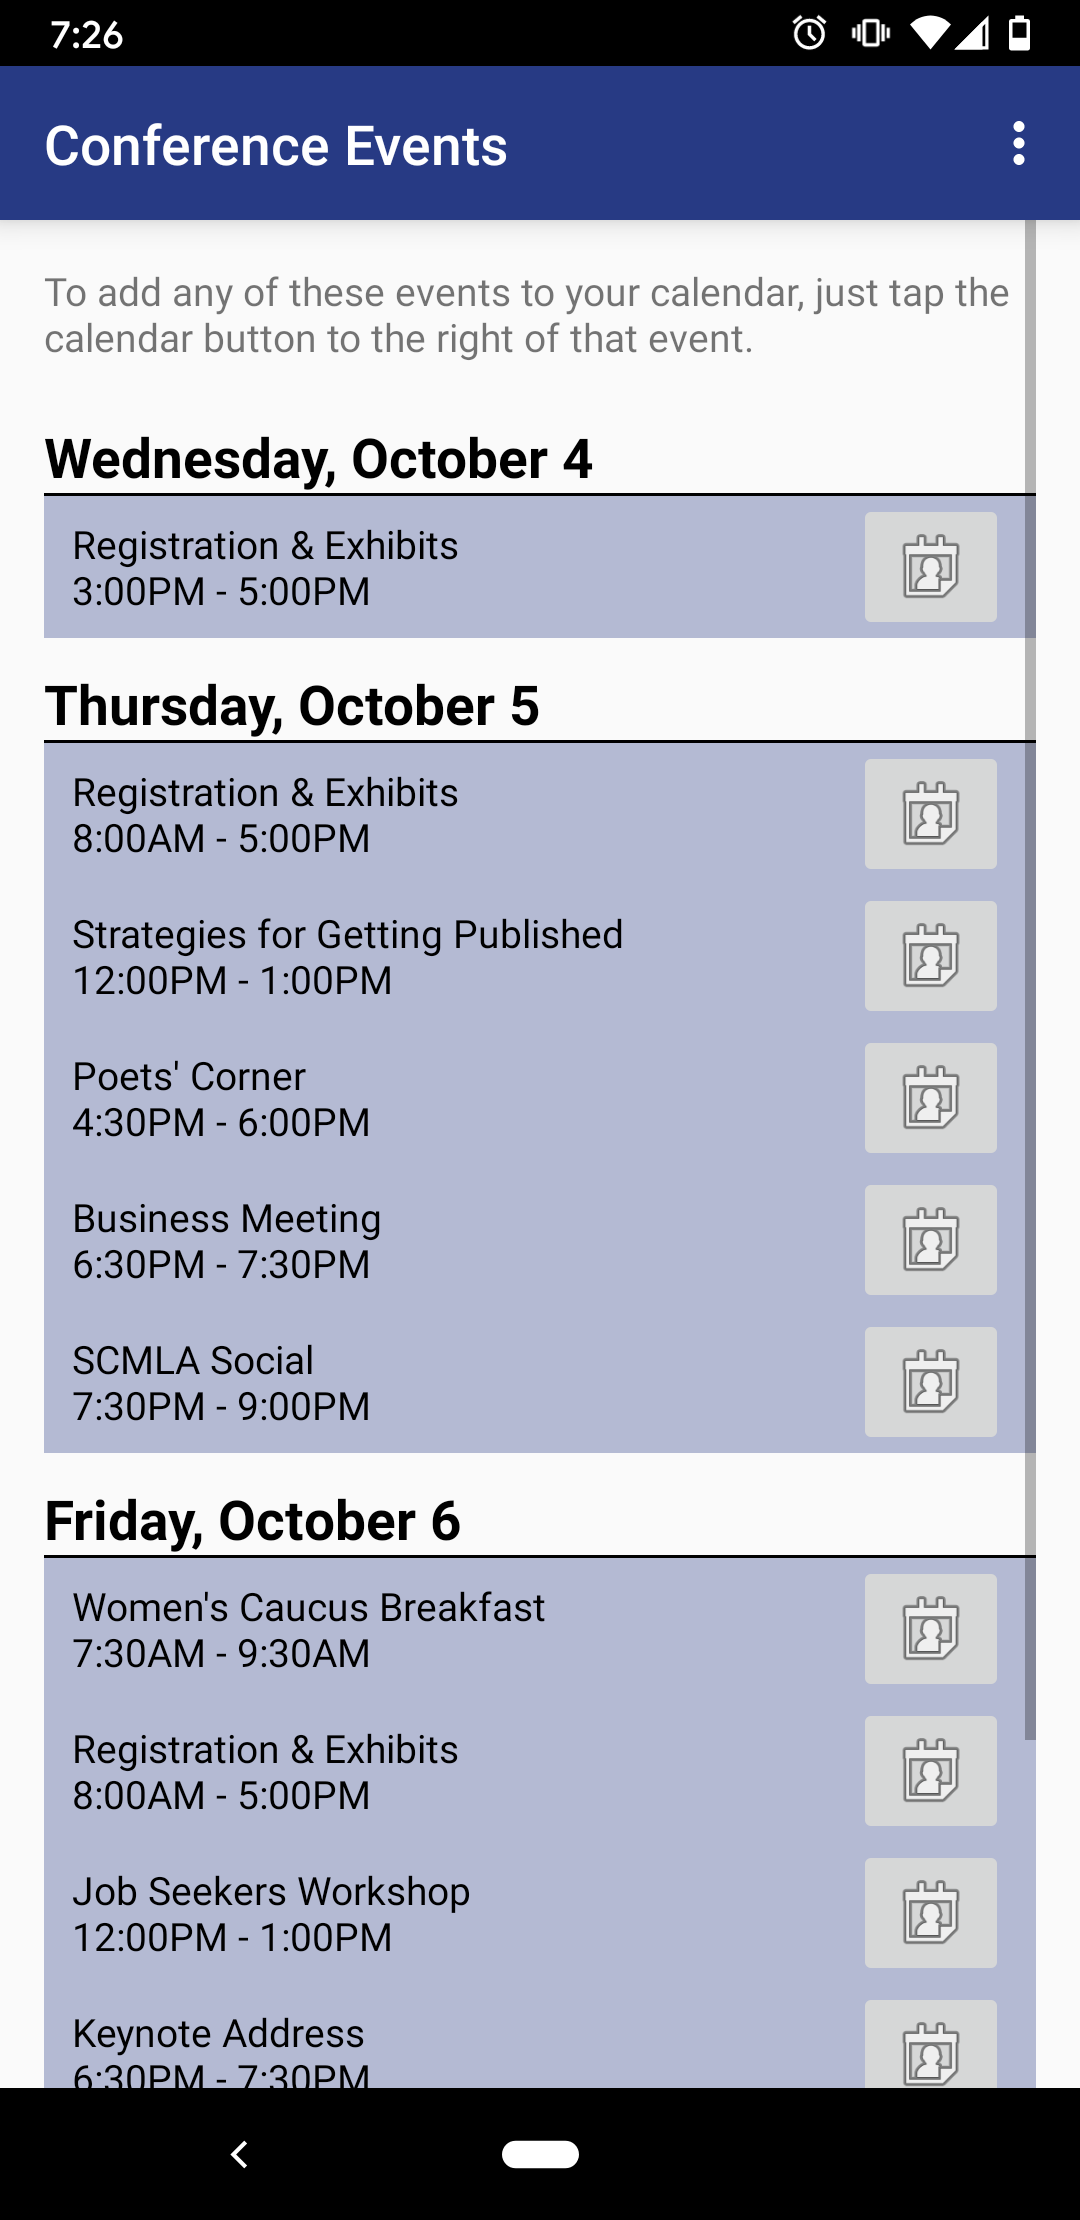 7:26
Conference Events
To add any of these events to your calendar, just tap the
calendar button to the right of that event.
Wednesday, October 4
Registration & Exhibits
3:00PM - 5:00PM
Thursday, October 5
Registration & Exhibits
8:00AM - 5:00PM
Strategies for Getting Published
12:00PM - 1:00PM
Poets' Corner
4:30PM - 6:00PM
Business Meeting
6:30PM - 7:30PM
SCMLA Social
7:30PM - 9:00PM
Friday, October 6
Women's Caucus Breakfast
7:30AM - 9:30AM
Registration & Exhibits
8:00AM - 5:00PM
Job Seekers Workshop
12:00PM - 1:00PM
Keynote Address
6:30PM - 7:30PM